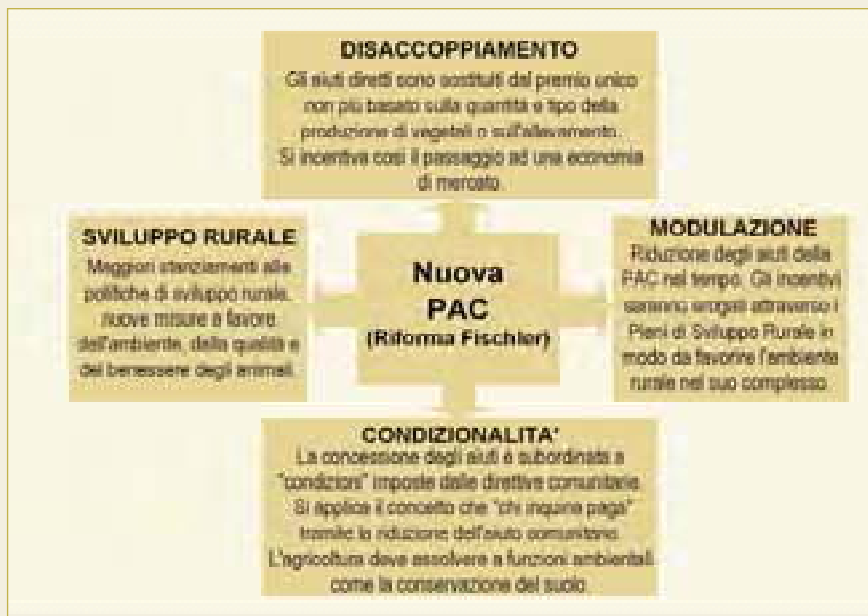 DISACCOPPIAMENTO
Gli aiuti diretti sono sostituiti dal premio unico
non più basato sulla quantità e tipo della
produzione di vegetali o sull'allevamento.
Si incentiva così il passaggio ad una economia
di mercato.
SVILUPPO RURALE
Maggiori stanziamenti alle
politiche di sviluppo rurale,
nuove misure a favore
dell'ambiente, della qualità e
del benessere degli animali.
Nuova
PAC
(Riforma Fischler)
MODULAZIONE
Riduzione degli aiuti della
PAC nel tempo. Gli incentivi
saranno erogati attraverso i
Piani di Sviluppo Rurale in
modo da favorire l'ambiente
rurale nel suo complesso.
CONDIZIONALITA'
La concessione degli aiuti è subordinata a
"condizioni" imposte dalle direttive comunitarie.
Si applica il concetto che "chi inquina paga"
tramite la riduzione dell'aiuto comunitario.
L'agricoltura deve assolvere a funzioni ambientali
come la conservazione del suolo.